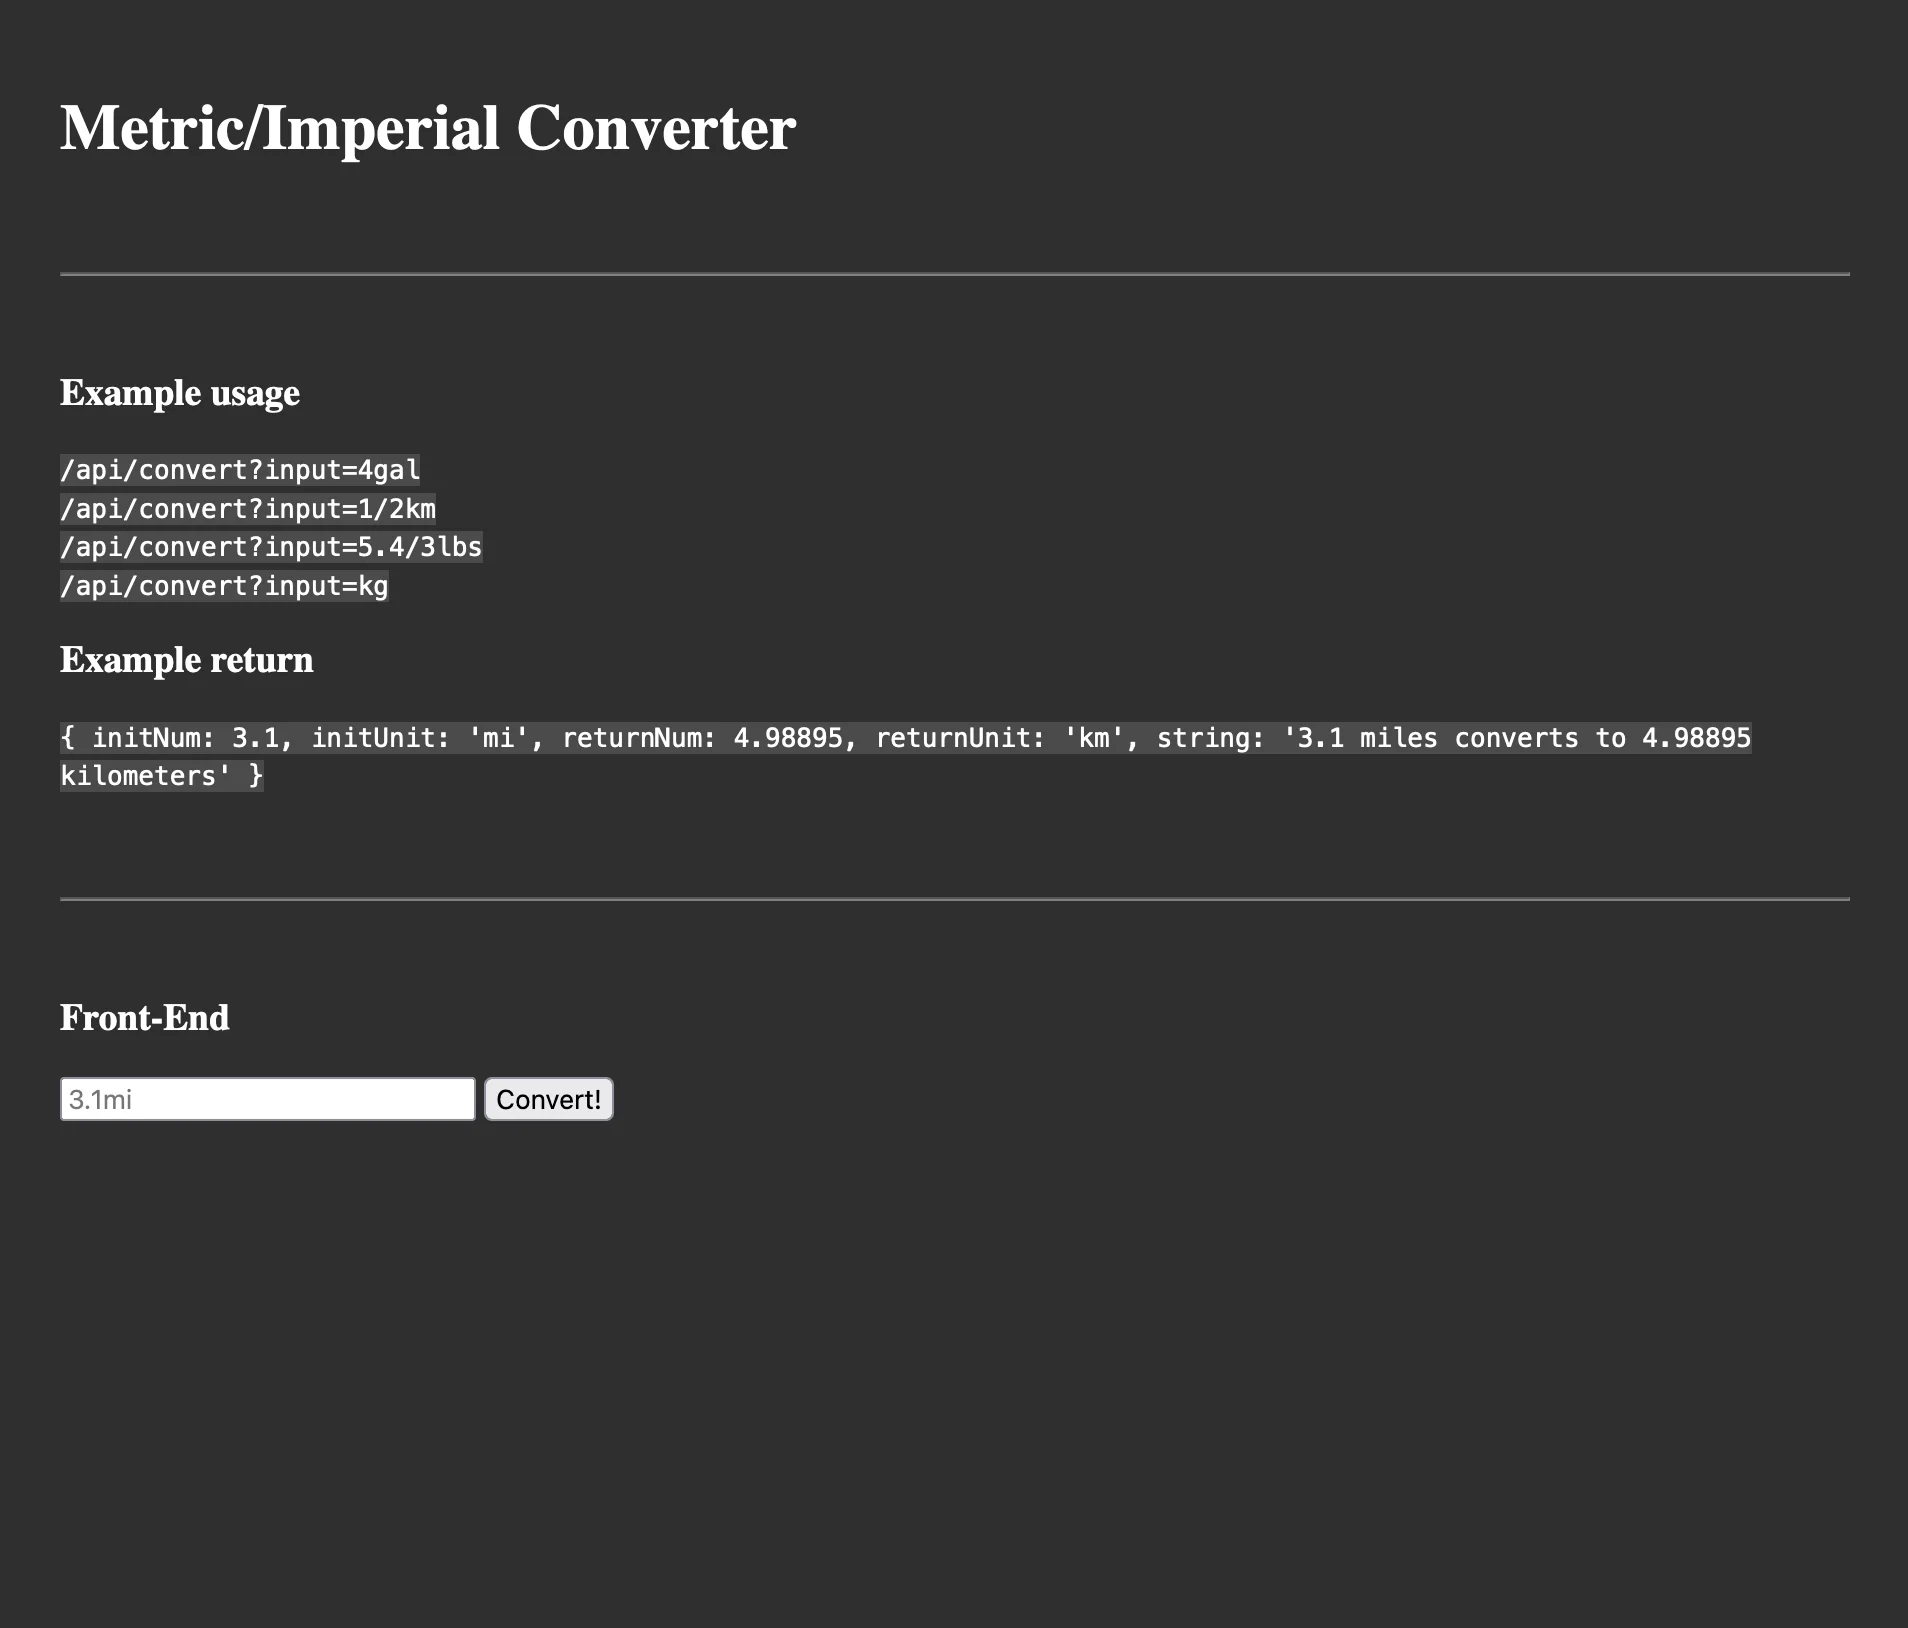 Metric/Imperial Converter
Example usage
/api/convert?input=4gal
/api/convert?input=1/2km
/api/convert?input=5.4/3lbs
/api/convert?input=kg
Example return
{ initNum: 3.1, initUnit: 'mi', returnNum: 4.98895, returnUnit: 'km', string: '3.1 miles converts to 4.98895
kilometers' }
Front-End
3.1mi Convert!